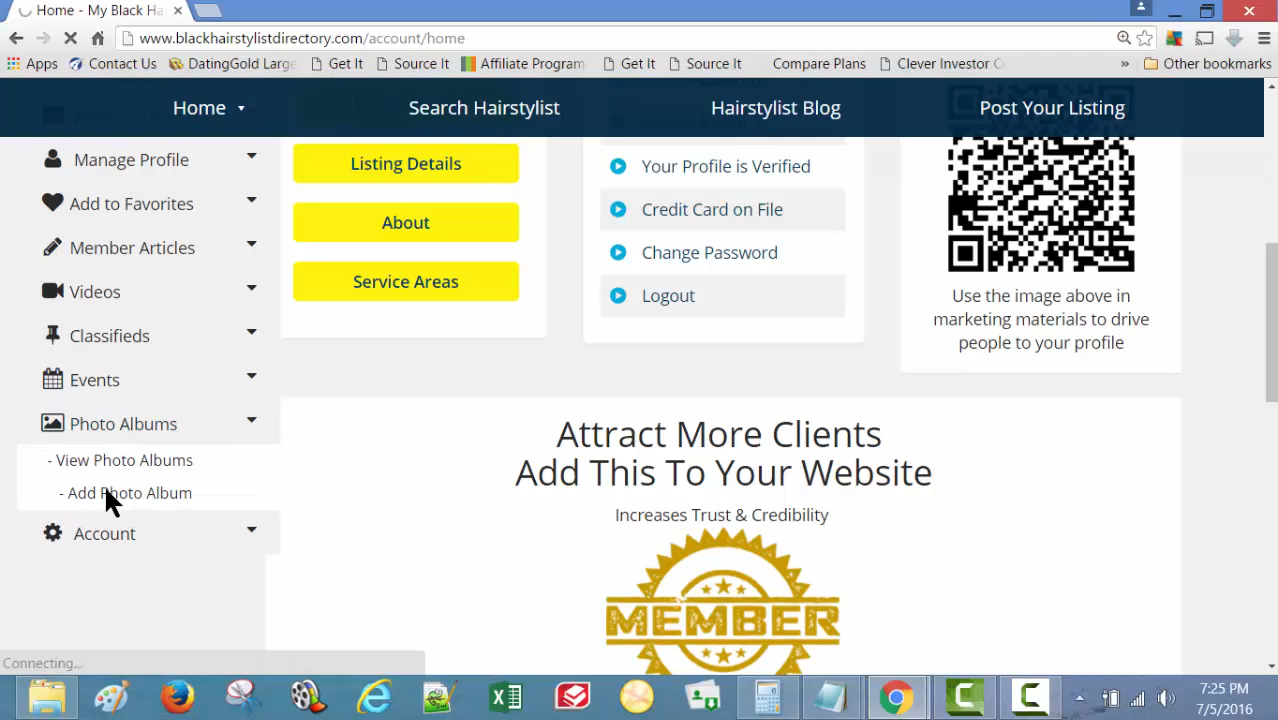 Home - My Black Ha
www.blackhairstylistdirectory.com/account/home
Apps Contact Us DatingGold Large Get It Source It Affiliate Program Get It Source It Compare Plans Clever Investor C » Other bookmarks
Home Search Hairstylist Hairstylist Blog Post Your Listing
Manage Profile
Add to Favorites
Member Articles
Videos
Classifieds
Events
Photo Albums
- View Photo Albums
- Add Photo Album
Account
Listing Details
About
Service Areas
Your Profile is Verified
Credit Card on File
Change Password
Logout
Use the image above in
marketing materials to drive
people to your profile
Attract More Clients
Add This To Your Website
Increases Trust & Credibility
MEMBER
Connecting...
7:25 PM
7/5/2016